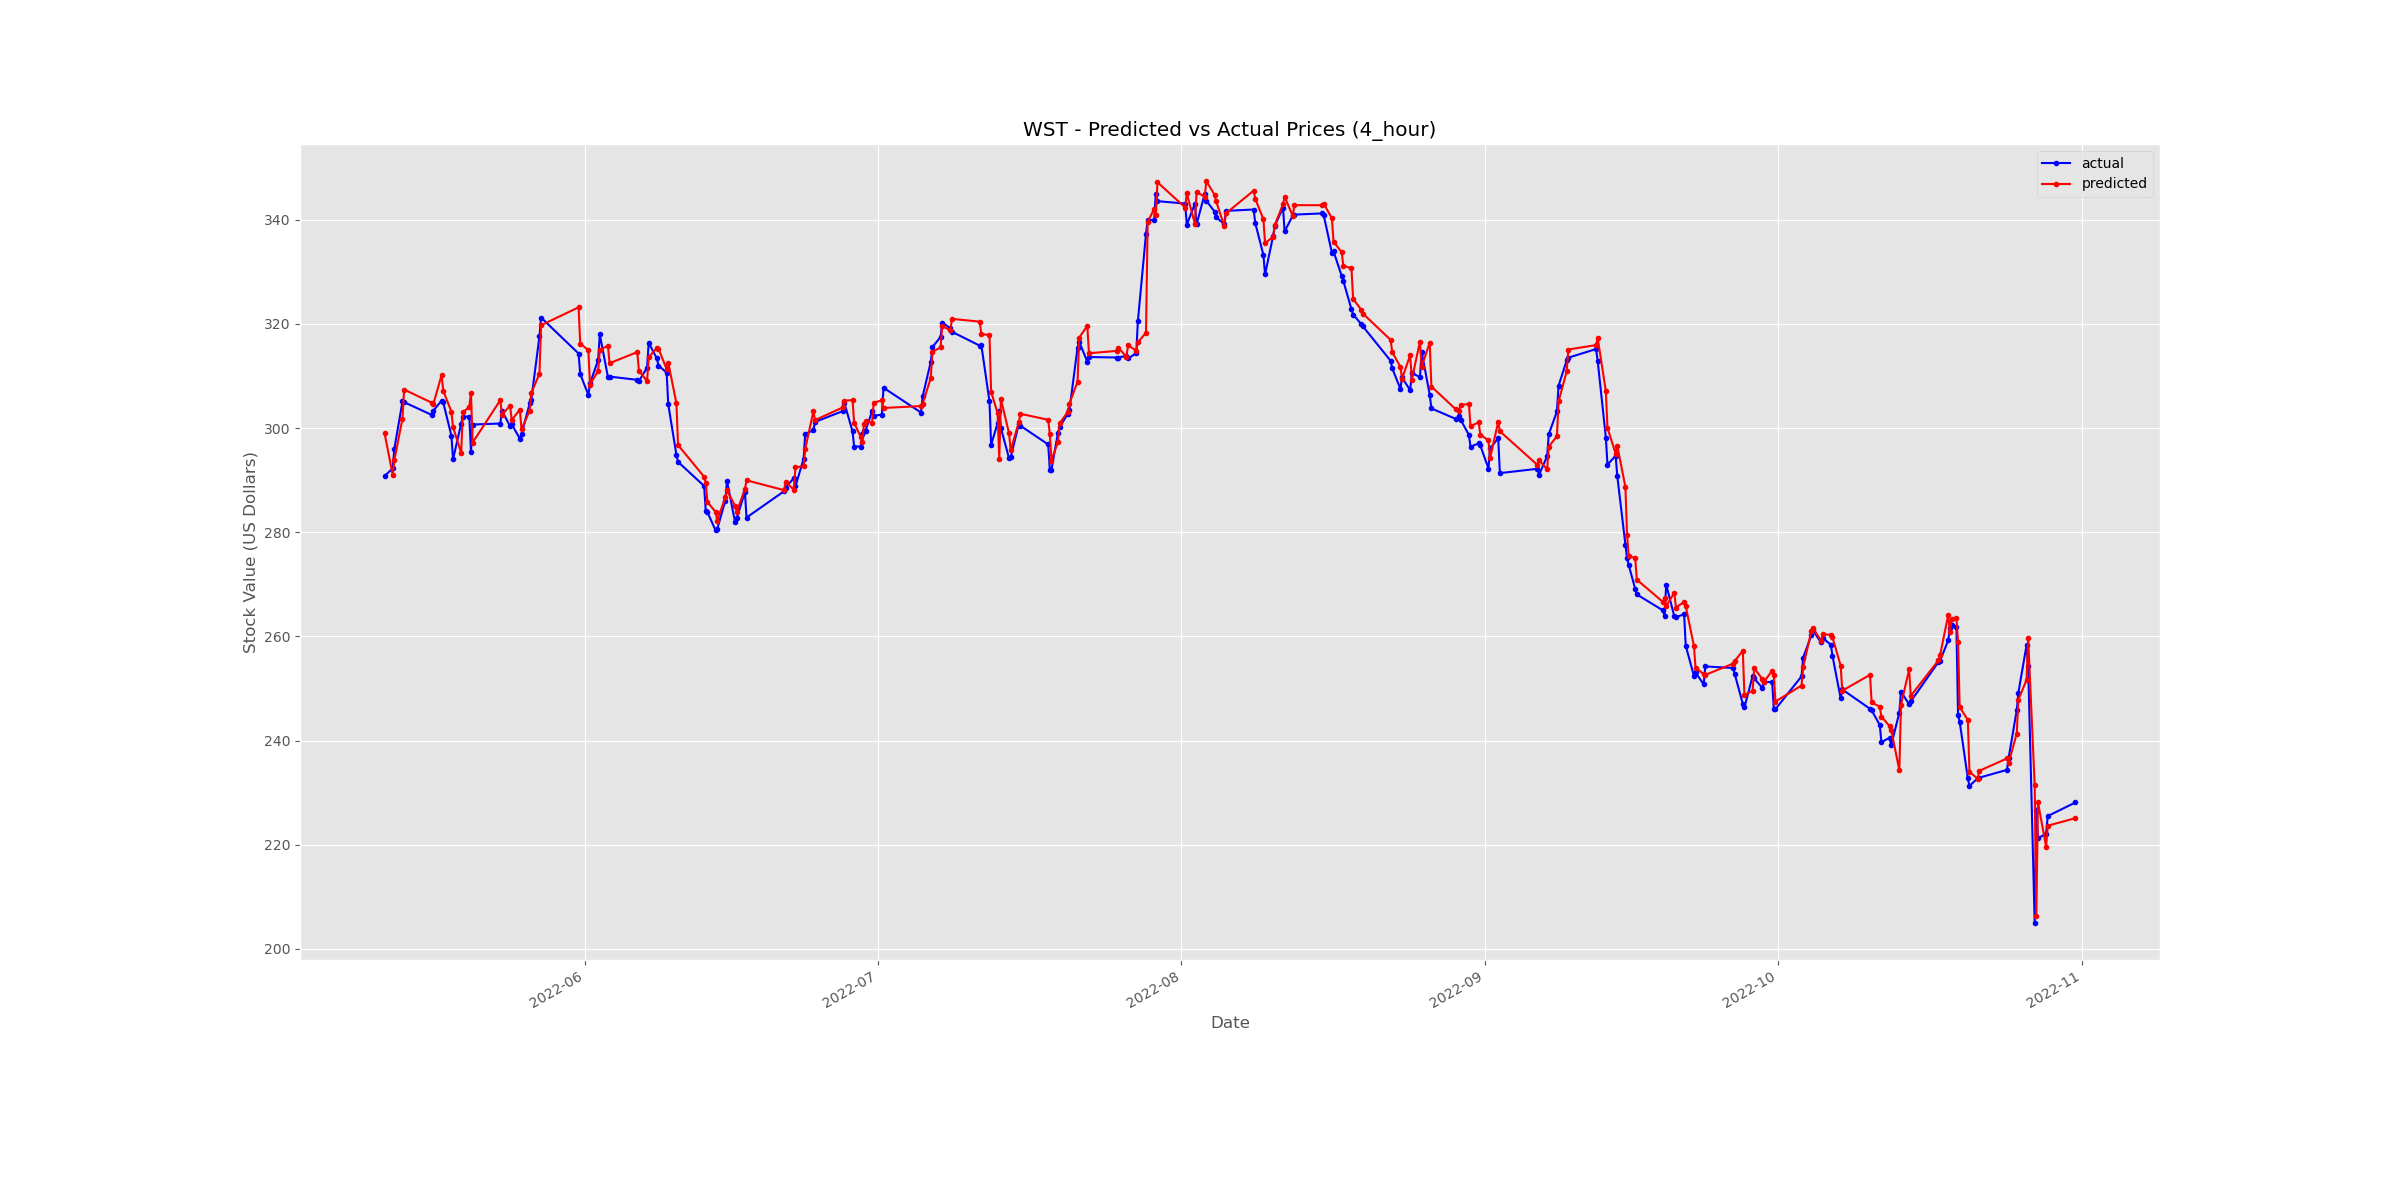 WST - Predicted vs Actual Prices (4_hour)
actual
predicted
Stock Value (US Dollars)
340
320
300
280
260
240
220
200
2022-06
2022-07
2022-08
2022-09
2022-10
2022-11
Date